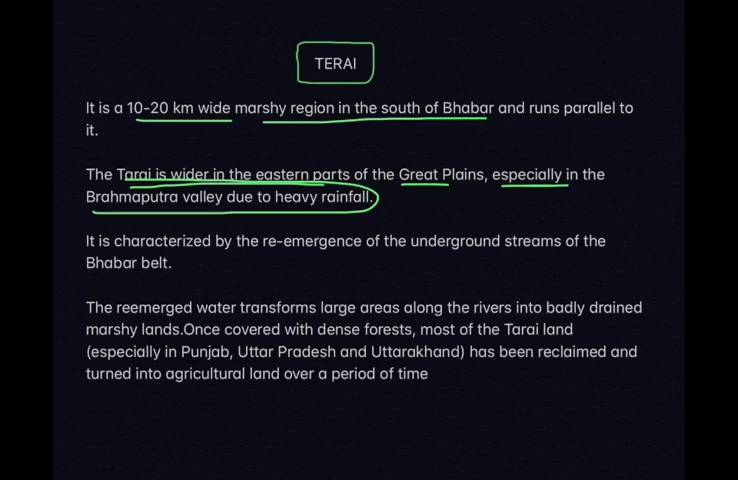 TERAI
It is a 10-20 km wide marshy region in the south of Bhabar and runs parallel to
it.
The Tarai is wider in the eastern parts of the Great Plains, especially in the
Brahmaputra valley due to heavy rainfall.
It is characterized by the re-emergence of the underground streams of the
Bhabar belt.
The reemerged water transforms large areas along the rivers into badly drained
marshy lands.Once covered with dense forests, most of the Tarai land
(especially in Punjab, Uttar Pradesh and Uttarakhand) has been reclaimed and
turned into agricultural land over a period of time